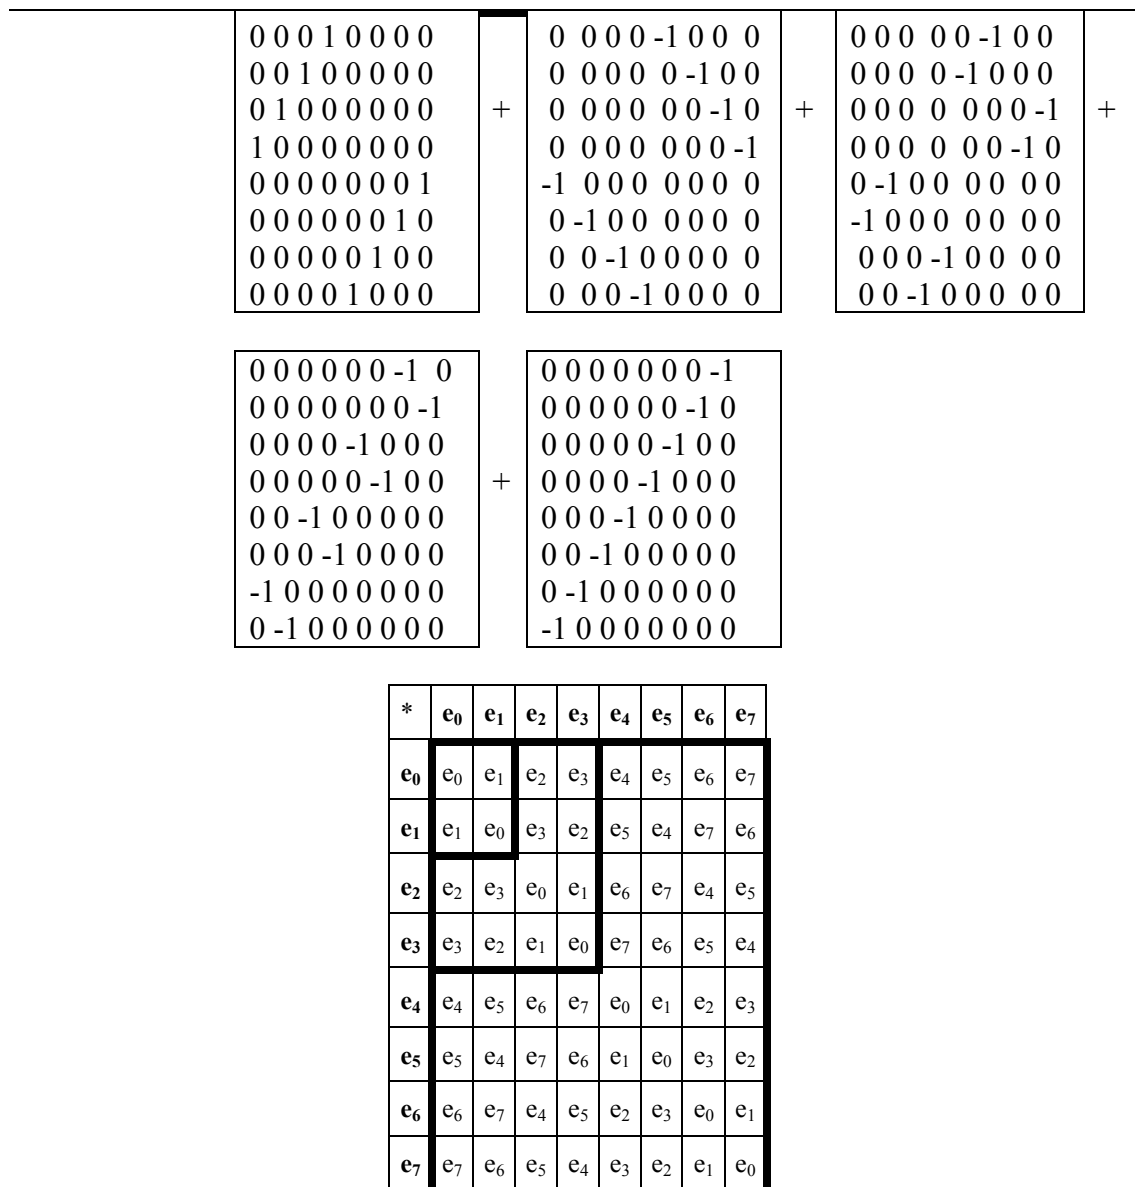 0 0 0 1 0 0 0 0    0 0 0 0 -1 0 0 0    0 0 0 0 0 -1 0 0
0 0 1 0 0 0 0 0    0 0 0 0 0 -1 0 0    0 0 0 0 -1 0 0 0
0 1 0 0 0 0 0 0 + 0 0 0 0 0 0 -1 0 + 0 0 0 0 0 0 0 -1 +
1 0 0 0 0 0 0 0    0 0 0 0 0 0 0 -1    0 0 0 0 0 0 -1 0
0 0 0 0 0 0 0 1    -1 0 0 0 0 0 0 0    0 -1 0 0 0 0 0 0
0 0 0 0 0 0 1 0    0 -1 0 0 0 0 0 0    -1 0 0 0 0 0 0 0
0 0 0 0 0 1 0 0    0 0 -1 0 0 0 0 0    0 0 0 -1 0 0 0 0
0 0 0 0 1 0 0 0    0 0 0 -1 0 0 0 0    0 0 -1 0 0 0 0 0
0 0 0 0 0 0 -1 0    0 0 0 0 0 0 0 -1
0 0 0 0 0 0 0 -1    0 0 0 0 0 0 -1 0
0 0 0 0 -1 0 0 0    0 0 0 0 0 -1 0 0
0 0 0 0 0 -1 0 0 + 0 0 0 0 -1 0 0 0
0 0 -1 0 0 0 0 0    0 0 0 -1 0 0 0 0
0 0 0 -1 0 0 0 0    0 0 -1 0 0 0 0 0
-1 0 0 0 0 0 0 0    0 -1 0 0 0 0 0 0
0 -1 0 0 0 0 0 0    -1 0 0 0 0 0 0 0
* e₀ e₁ e₂ e₃ e₄ e₅ e₆ e₇
e₀ e₀ e₁ e₂ e₃ e₄ e₅ e₆ e₇
e₁ e₁ e₀ e₃ e₂ e₅ e₄ e₇ e₆
e₂ e₂ e₃ e₀ e₁ e₆ e₇ e₄ e₅
e₃ e₃ e₂ e₁ e₀ e₇ e₆ e₅ e₄
e₄ e₄ e₅ e₆ e₇ e₀ e₁ e₂ e₃
e₅ e₅ e₄ e₇ e₆ e₁ e₀ e₃ e₂
e₆ e₆ e₇ e₄ e₅ e₂ e₃ e₀ e₁
e₇ e₇ e₆ e₅ e₄ e₃ e₂ e₁ e₀